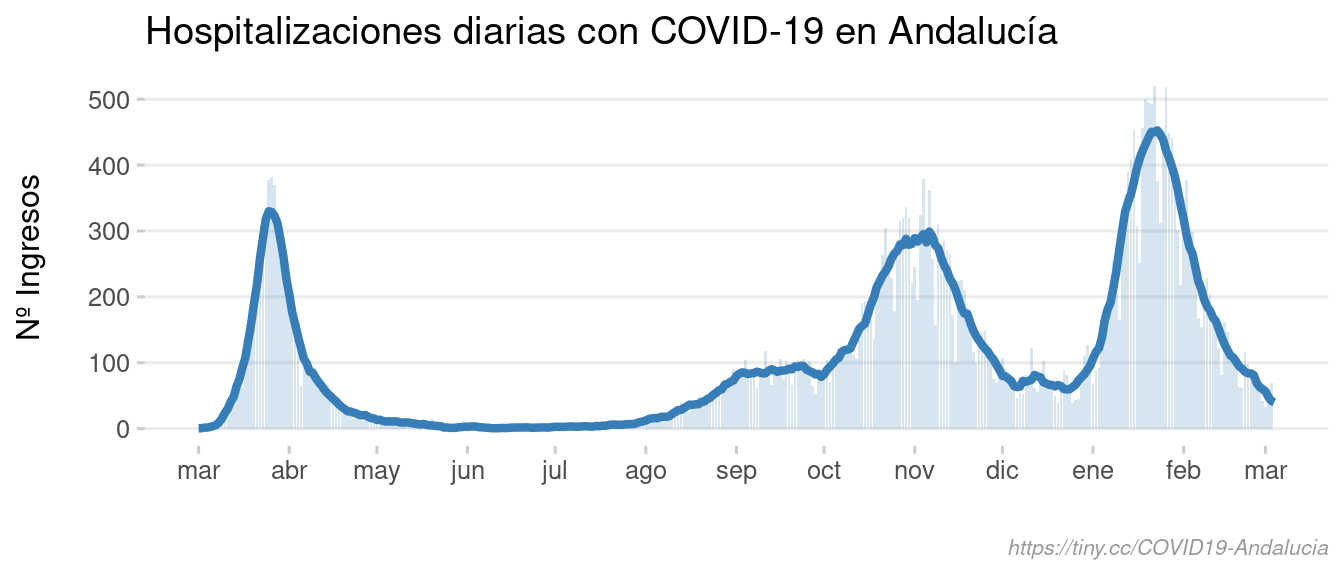 Hospitalizaciones diarias con COVID-19 en Andalucía
Nº Ingresos
500
400
300
200
100
0
mar abr may jun jul ago sep oct nov dic ene feb mar
https://tiny.cc/COVID19-Andalucia